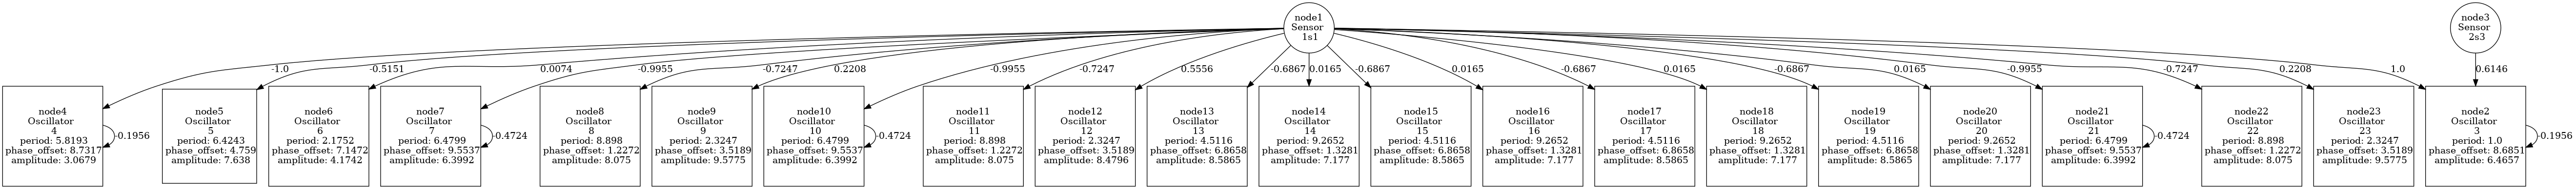 node1
Sensor
1s1
node3
Sensor
2s3
-1.0
-0.5151
0.0074
-0.9955
-0.7247
0.2208
-0.9955
-0.7247
0.5556
-0.6867
0.0165
-0.6867
0.0165
-0.6867
0.0165
-0.6867
0.0165
-0.9955
-0.7247
0.2208
1.0
0.6146
node4
Oscillator
4
period: 5.8193
phase_offset: 8.7317
amplitude: 3.0679
-0.1956
node5
Oscillator
5
period: 6.4243
phase_offset: 4.759
amplitude: 7.638
node6
Oscillator
6
period: 2.1752
phase_offset: 7.1472
amplitude: 4.1742
node7
Oscillator
7
period: 6.4799
phase_offset: 9.5537
amplitude: 6.3992
-0.4724
node8
Oscillator
8
period: 8.898
phase_offset: 1.2272
amplitude: 8.075
node9
Oscillator
9
period: 2.3247
phase_offset: 3.5189
amplitude: 9.5775
node10
Oscillator
10
period: 6.4799
phase_offset: 9.5537
amplitude: 6.3992
-0.4724
node11
Oscillator
11
period: 8.898
phase_offset: 1.2272
amplitude: 8.075
node12
Oscillator
12
period: 2.3247
phase_offset: 3.5189
amplitude: 8.4796
node13
Oscillator
13
period: 4.5116
phase_offset: 6.8658
amplitude: 8.5865
node14
Oscillator
14
period: 9.2652
phase_offset: 1.3281
amplitude: 7.177
node15
Oscillator
15
period: 4.5116
phase_offset: 6.8658
amplitude: 8.5865
node16
Oscillator
16
period: 9.2652
phase_offset: 1.3281
amplitude: 7.177
node17
Oscillator
17
period: 4.5116
phase_offset: 6.8658
amplitude: 8.5865
node18
Oscillator
18
period: 9.2652
phase_offset: 1.3281
amplitude: 7.177
node19
Oscillator
19
period: 4.5116
phase_offset: 6.8658
amplitude: 8.5865
node20
Oscillator
20
period: 9.2652
phase_offset: 1.3281
amplitude: 7.177
node21
Oscillator
21
period: 6.4799
phase_offset: 9.5537
amplitude: 6.3992
-0.4724
node22
Oscillator
22
period: 8.898
phase_offset: 1.2272
amplitude: 8.075
node23
Oscillator
23
period: 2.3247
phase_offset: 3.5189
amplitude: 9.5775
node2
Oscillator
3
period: 1.0
phase_offset: 8.6851
amplitude: 6.4657
-0.1956